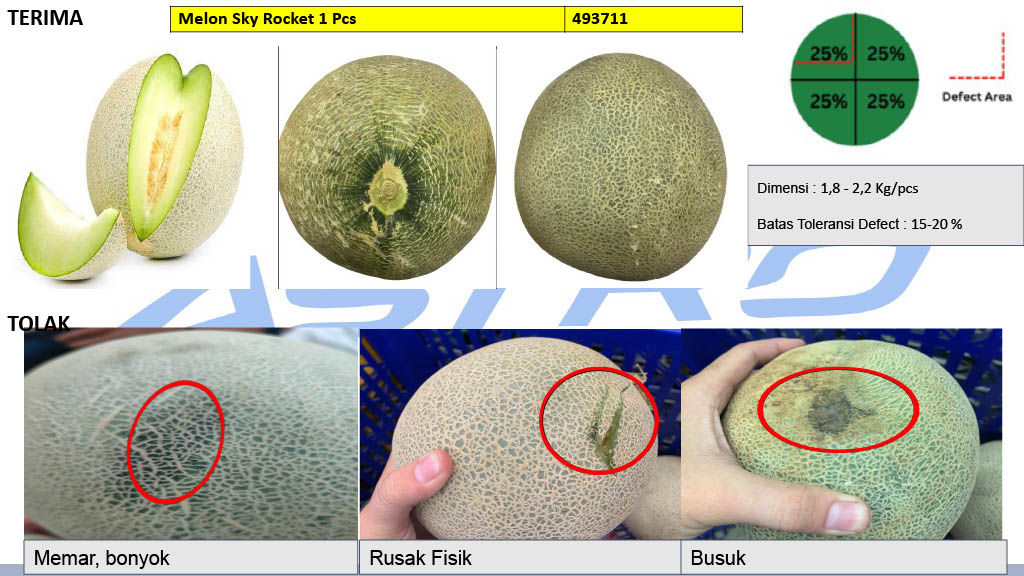 TERIMA
Melon Sky Rocket 1 Pcs 493711
25% 25%
25% 25%
Defect Area
Dimensi : 1,8 - 2,2 Kg/pcs
Batas Toleransi Defect : 15-20 %
TOLAK
Memar, bonyok
Rusak Fisik
Busuk